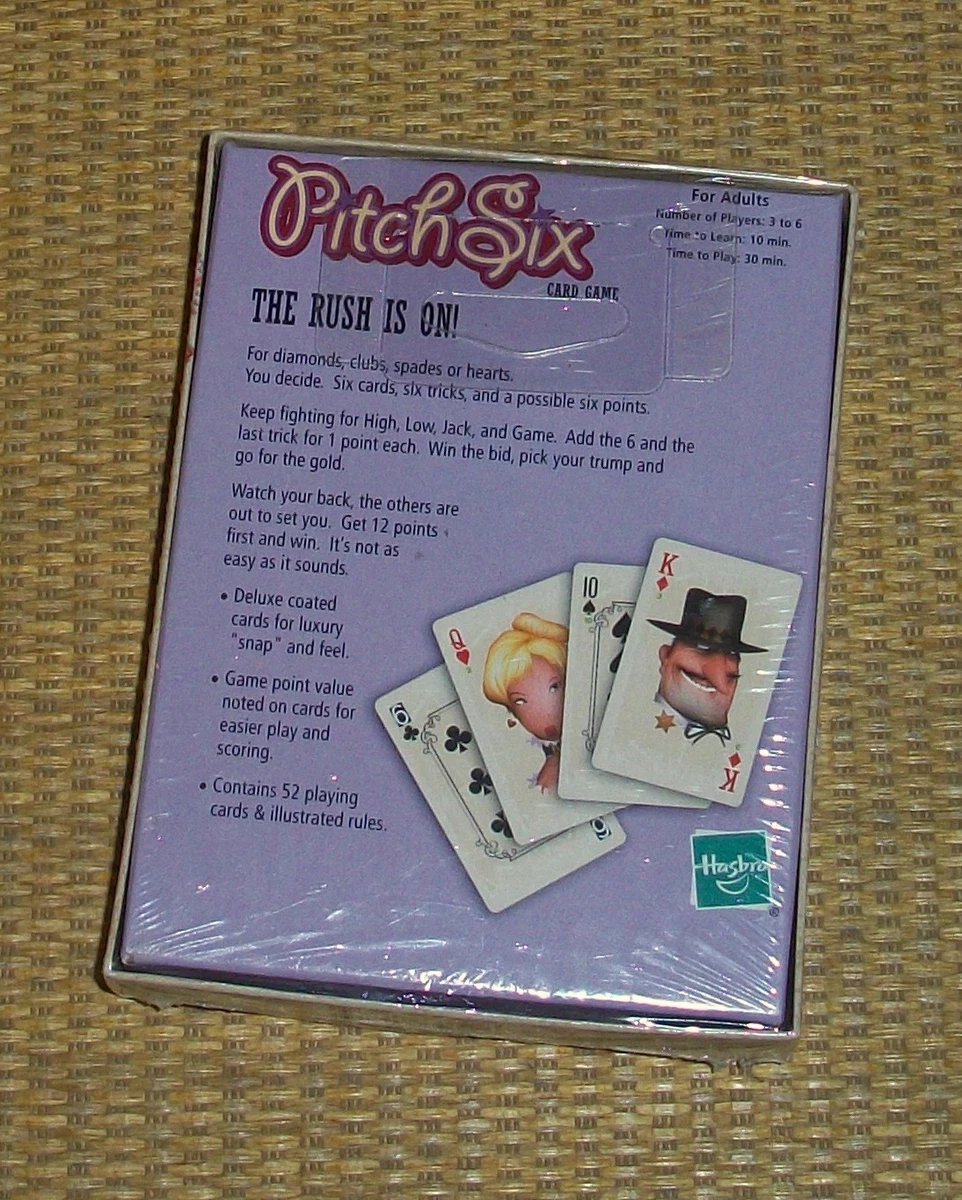 PitchSix
CARD GAME
For Adults
Number of Players: 3 to 6
Time to Learn: 10 min.
Time to Play: 30 min.
THE RUSH IS ON!
For diamonds, clubs, spades or hearts.
You decide. Six cards, six tricks, and a possible six points.
Keep fighting for High, Low, Jack, and Game. Add the 6 and the
last trick for 1 point each. Win the bid, pick your trump and
go for the gold.
Watch your back, the others are
out to set you. Get 12 points
first and win. It's not as
easy as it sounds.
• Deluxe coated
cards for luxury
"snap" and feel.
• Game point value
noted on cards for
easier play and
scoring.
• Contains 52 playing
cards & illustrated rules.
Q
10
K
K
Hasbro
®